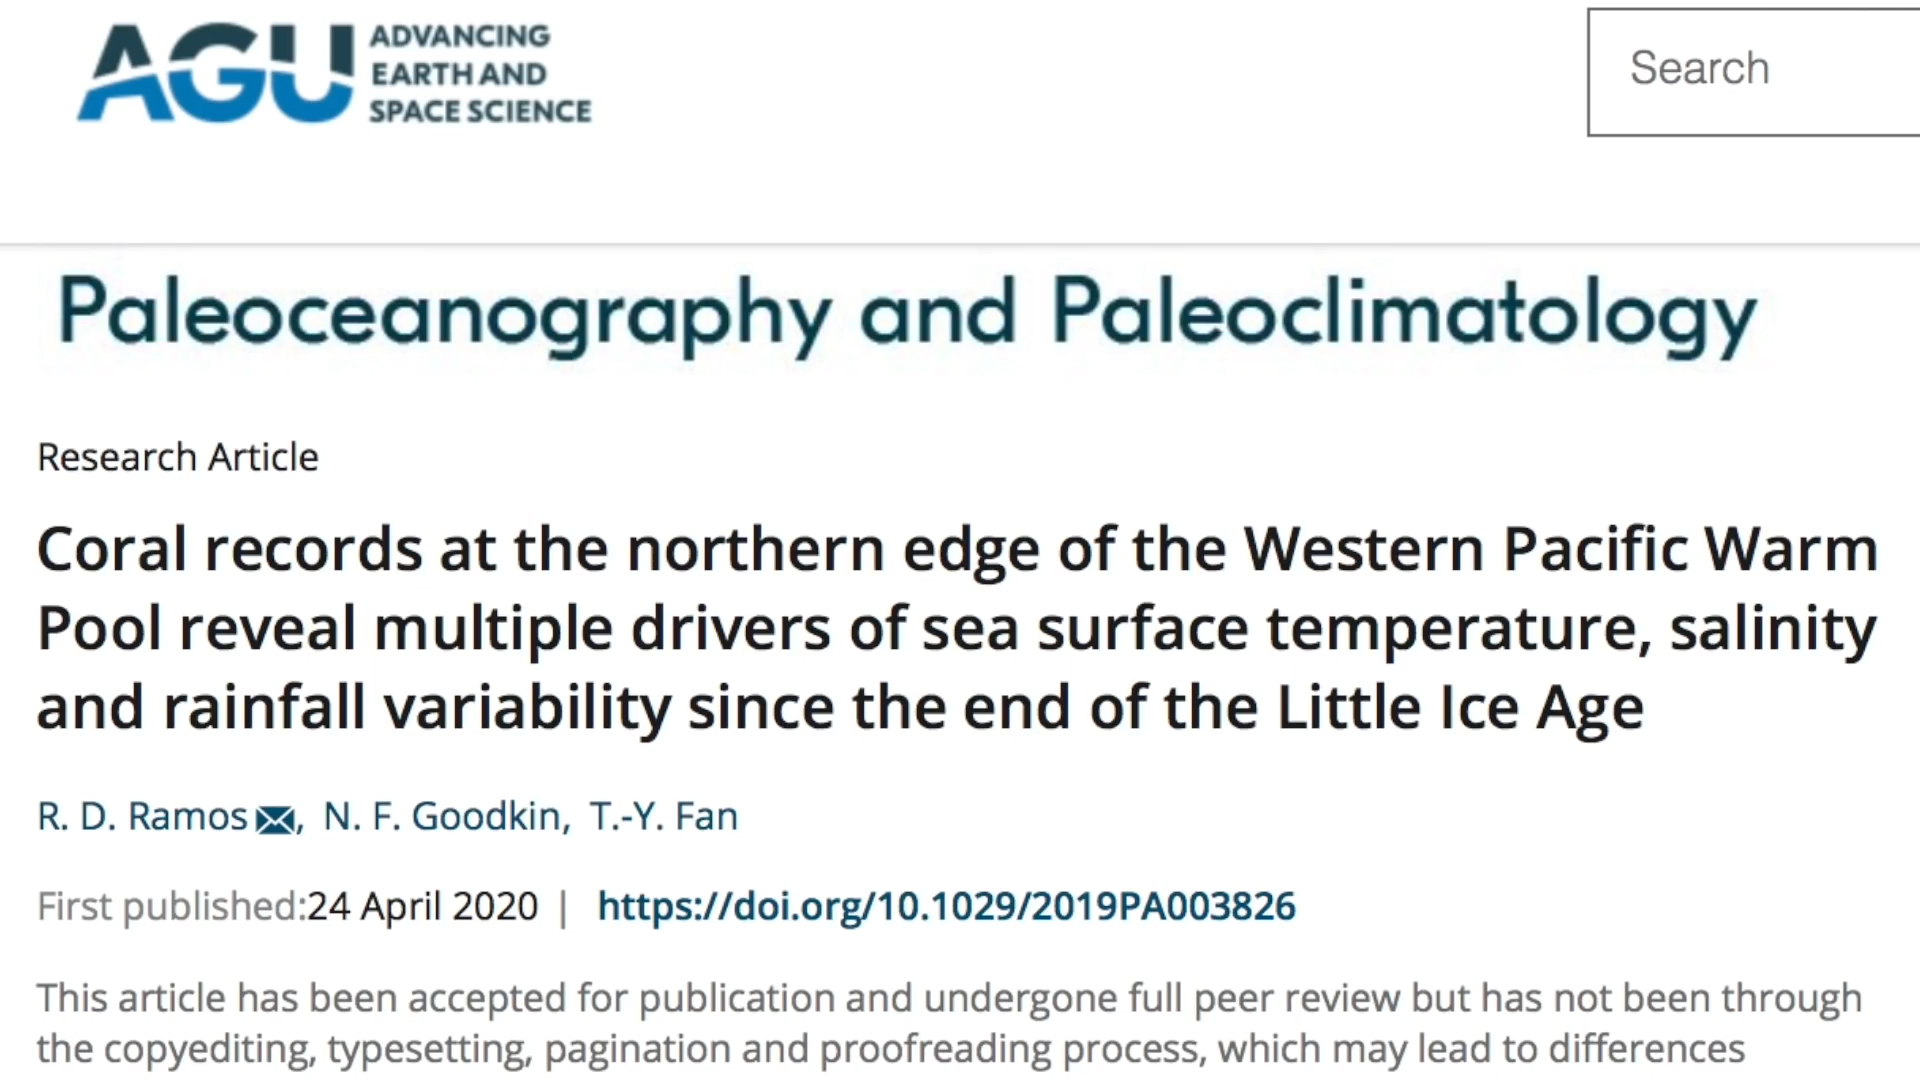 AGU
ADVANCING
EARTH AND
SPACE SCIENCE
Search
Paleoceanography and Paleoclimatology
Research Article
Coral records at the northern edge of the Western Pacific Warm
Pool reveal multiple drivers of sea surface temperature, salinity
and rainfall variability since the end of the Little Ice Age
R. D. Ramos, N. F. Goodkin, T.-Y. Fan
First published:24 April 2020 | https://doi.org/10.1029/2019PA003826
This article has been accepted for publication and undergone full peer review but has not been through
the copyediting, typesetting, pagination and proofreading process, which may lead to differences